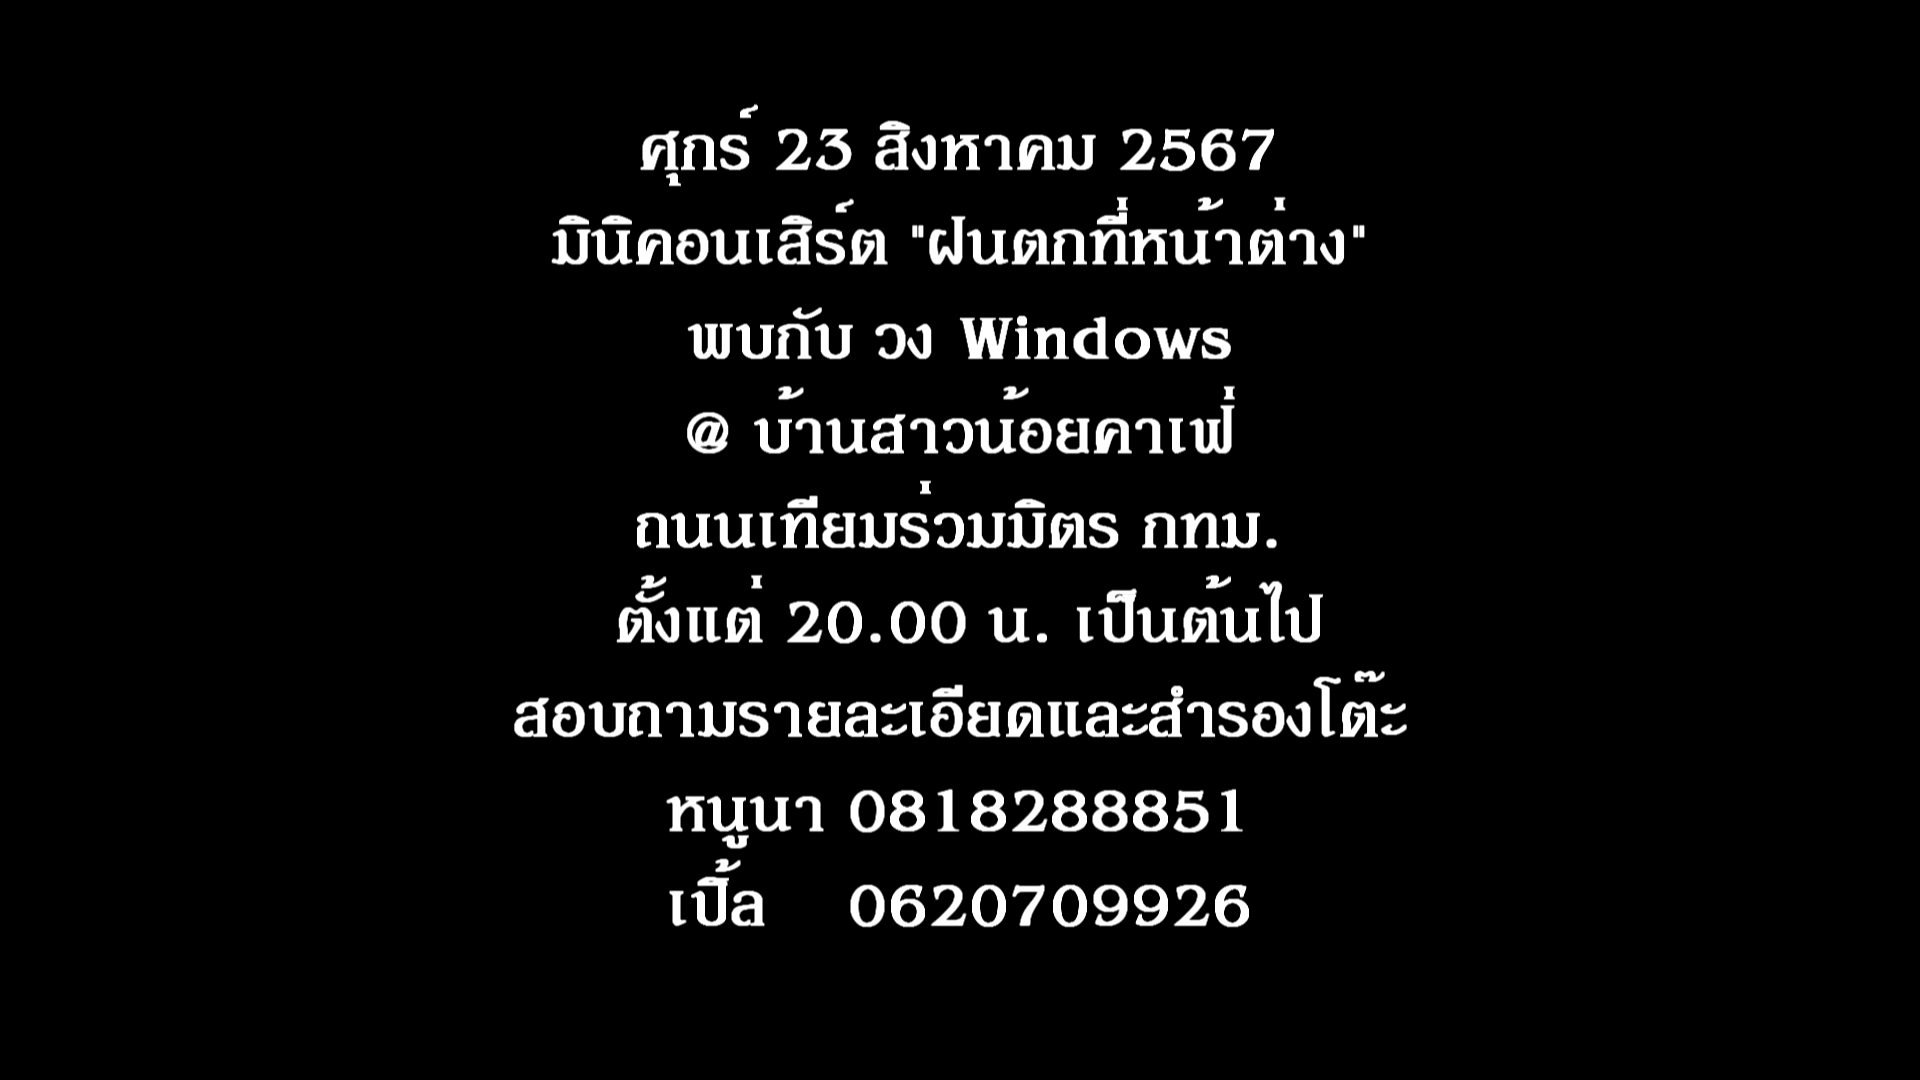 ศุกร์ 23 สิงหาคม 2567
มินิคอนเสิร์ต "ฝนตกที่หน้าต่าง"
พบกับ วง Windows
@ บ้านสาวน้อยคาเฟ่
ถนนเทียมร่วมมิตร กทม.
ตั้งแต่ 20.00 น. เป็นต้นไป
สอบถามรายละเอียดและสำรองโต๊ะ
หนูนา 0818288851
เปิ้ล 0620709926